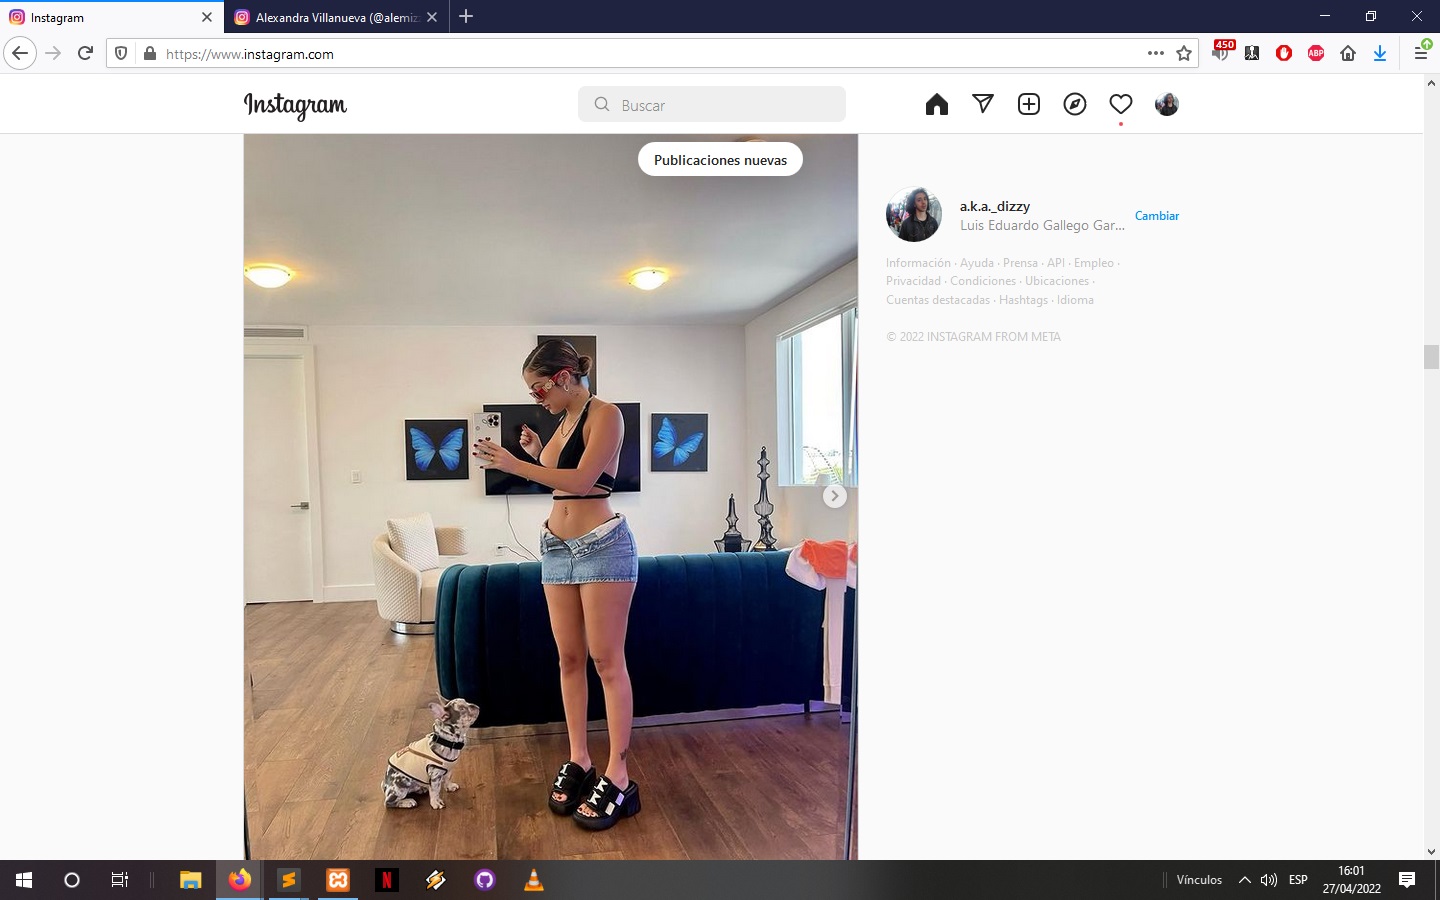 Instagram
Alexandra Villanueva (@alemiz
https://www.instagram.com
450
ABP
Instagram
Buscar
Publicaciones nuevas
a.k.a._dizzy
Luis Eduardo Gallego Gar...
Cambiar
Información · Ayuda · Prensa · API · Empleo ·
Privacidad · Condiciones · Ubicaciones ·
Cuentas destacadas · Hashtags · Idioma
© 2022 INSTAGRAM FROM META
N
Vínculos
ESP
16:01
27/04/2022